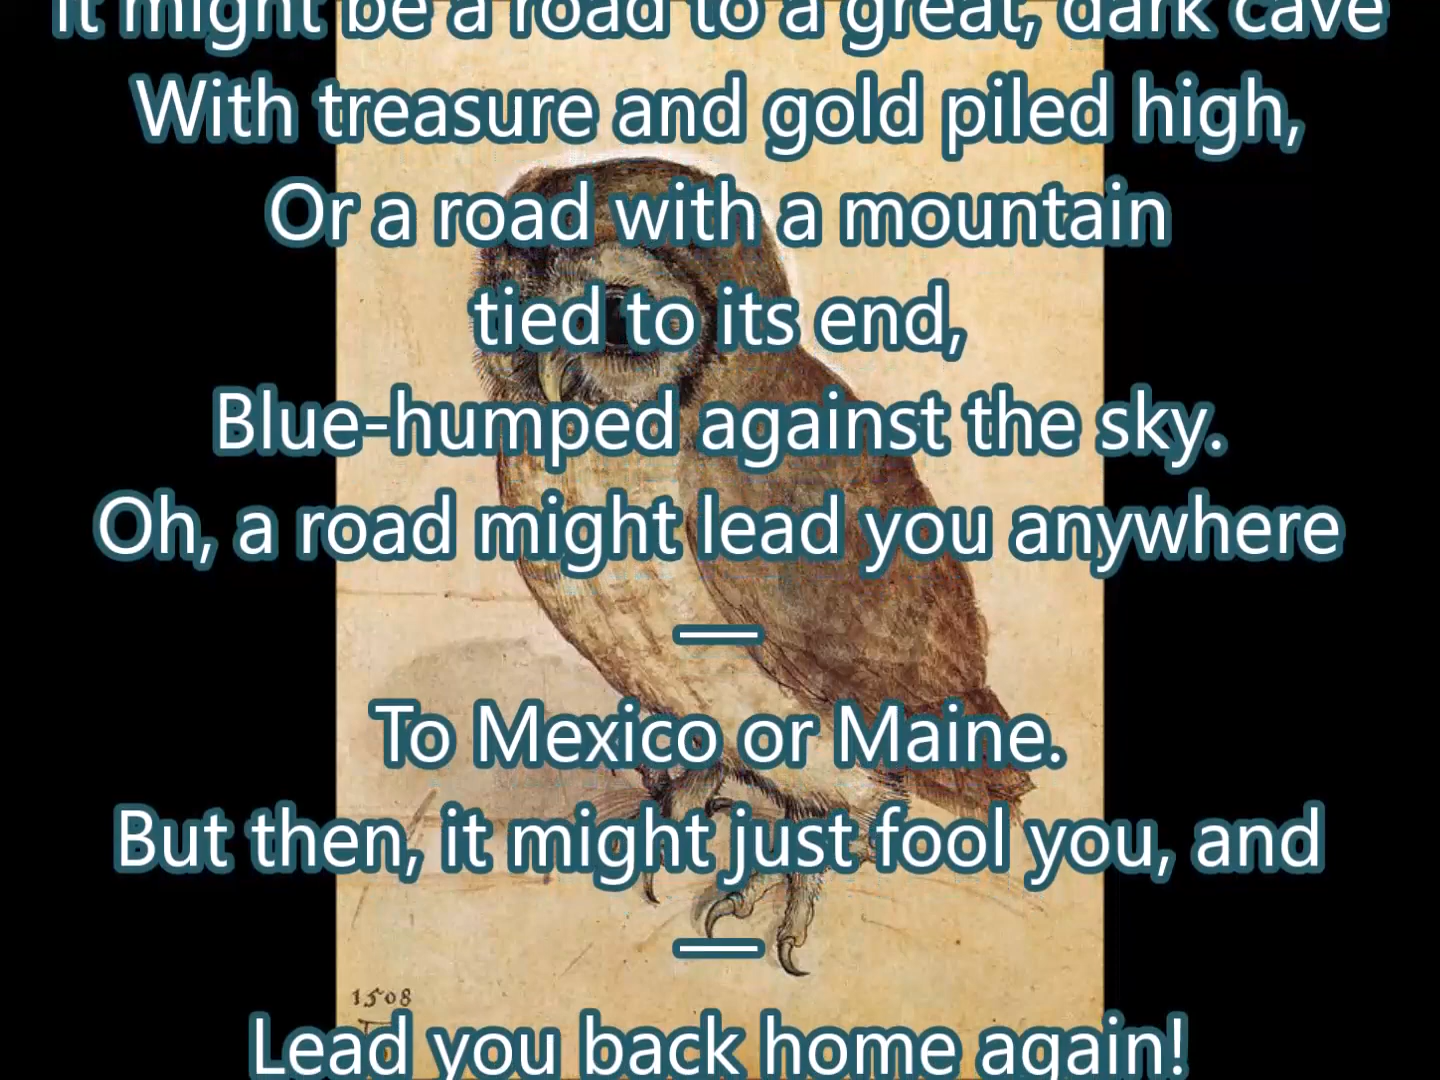 It might be a road to a great, dark cave
With treasure and gold piled high,
Or a road with a mountain
tied to its end,
Blue-humped against the sky.
Oh, a road might lead you anywhere
—
To Mexico or Maine.
But then, it might just fool you, and
—
Lead you back home again!
1508